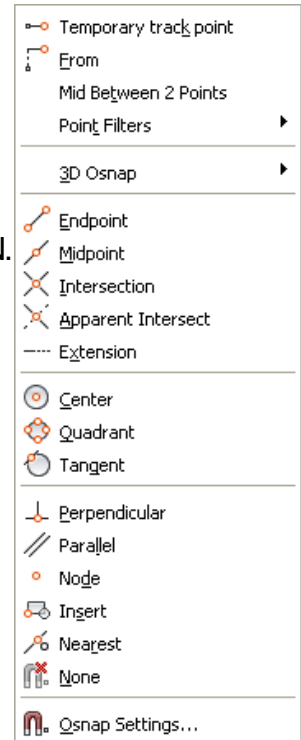 Temporary track point
From
Mid Between 2 Points
Point Filters
3D Osnap
Endpoint
Midpoint
Intersection
Apparent Intersect
Extension
Center
Quadrant
Tangent
Perpendicular
Parallel
Node
Insert
Nearest
None
Osnap Settings...